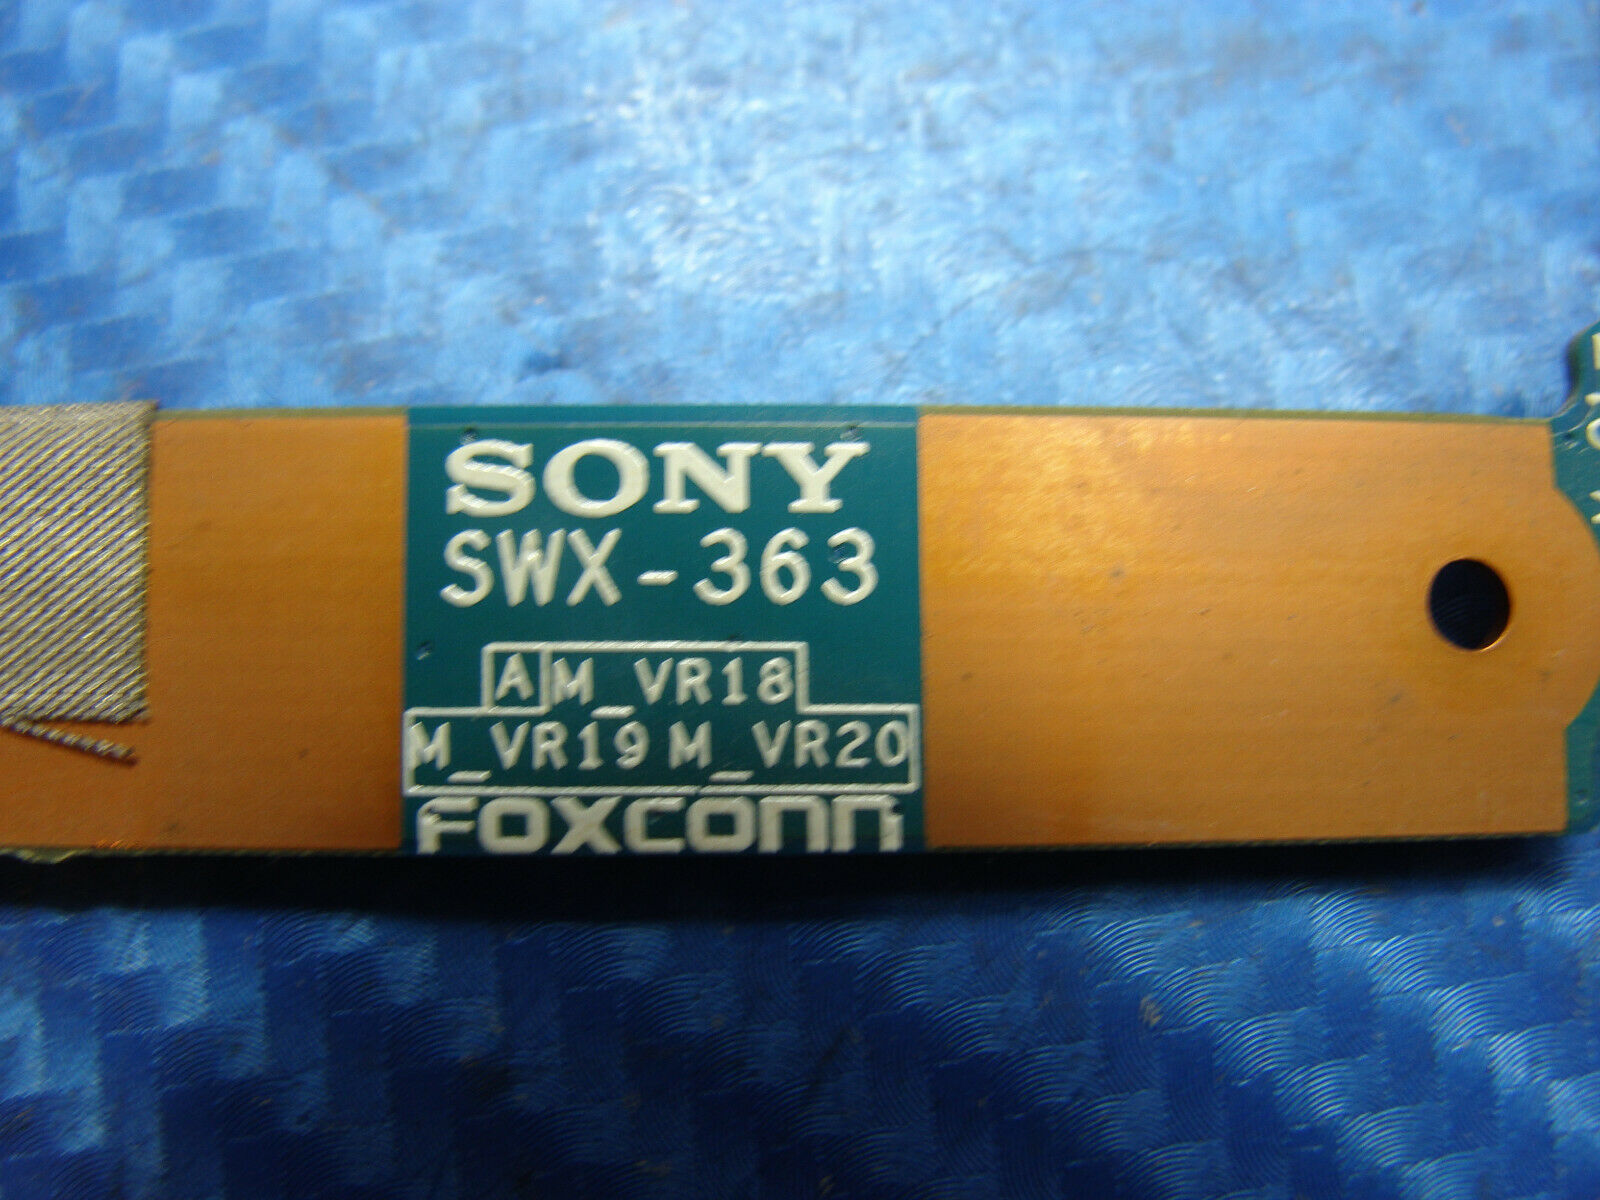 SONY
SWX-363
A M_VR18
M_VR19 M_VR20
FOXCONN